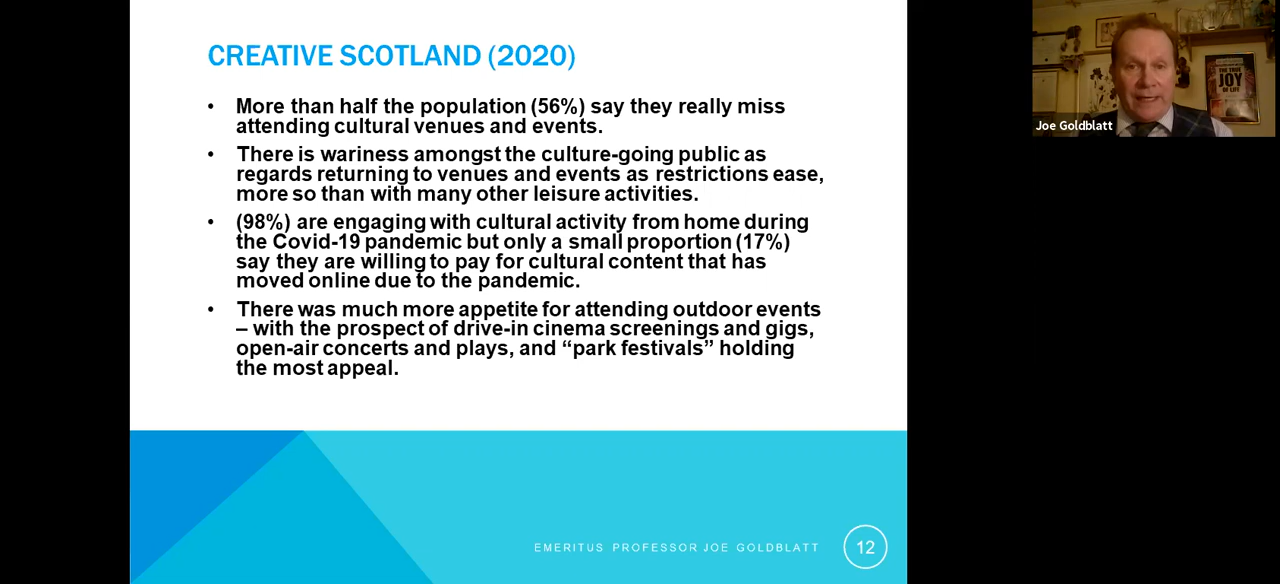 CREATIVE SCOTLAND (2020)
• More than half the population (56%) say they really miss
attending cultural venues and events.
• There is wariness amongst the culture-going public as
regards returning to venues and events as restrictions ease,
more so than with many other leisure activities.
• (98%) are engaging with cultural activity from home during
the Covid-19 pandemic but only a small proportion (17%)
say they are willing to pay for cultural content that has
moved online due to the pandemic.
• There was much more appetite for attending outdoor events
– with the prospect of drive-in cinema screenings and gigs,
open-air concerts and plays, and “park festivals” holding
the most appeal.
EMERITUS PROFESSOR JOE GOLDBLATT
12
THE TRUE
JOY
OF LIFE
Joe Goldblatt